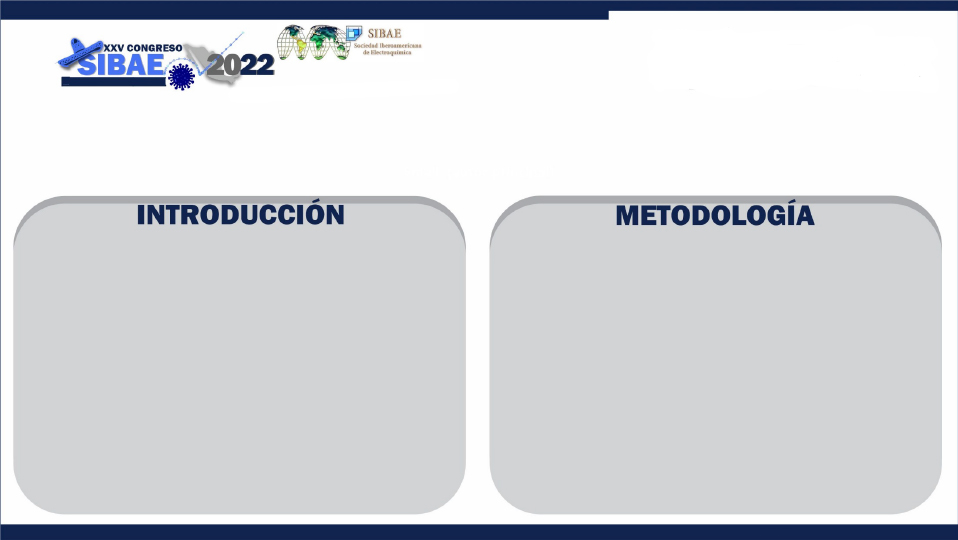 XXV CONGRESO
SIBAE 2022
SIBAE
Sociedad Iberoamericana
de Electroquímica
INTRODUCCIÓN
METODOLOGÍA